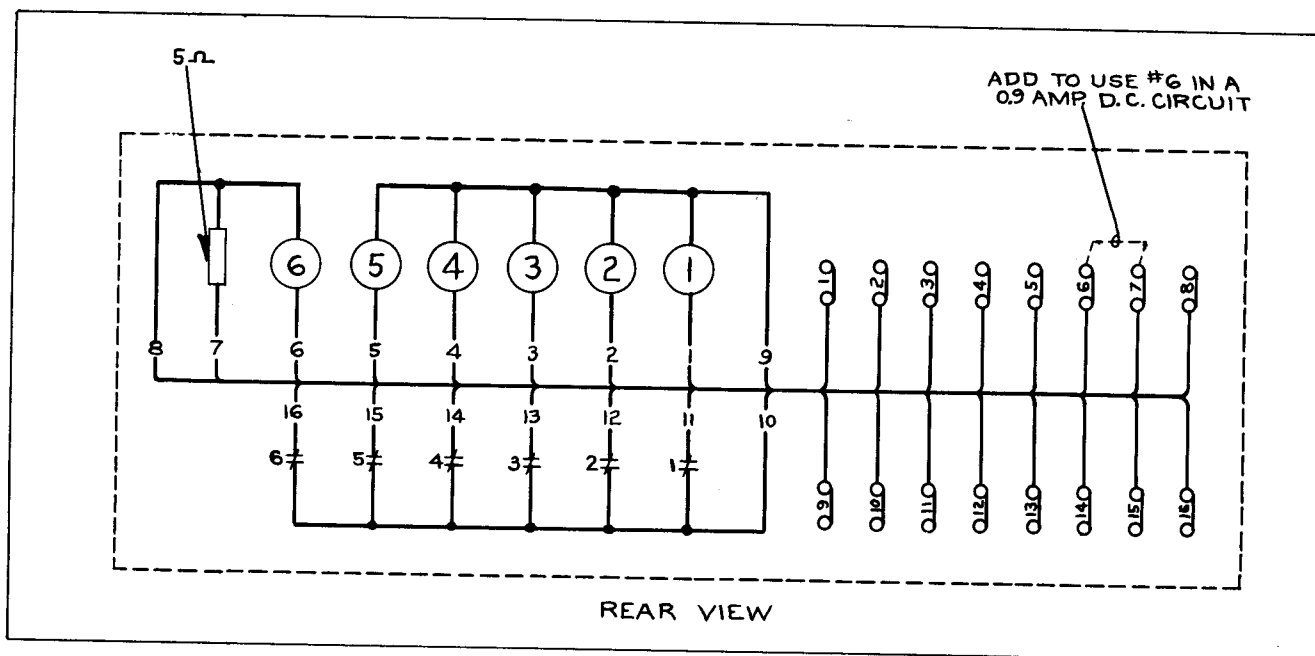 5Ω
ADD TO USE #6 IN A
0.9 AMP. D.C. CIRCUIT
6 5 4 3 2 1
1 2 3 4 5 6 7 8
8 7 6 5 4 3 2 1 9
16 15 14 13 12 11 10
6 5 4 3 2 1
9 10 11 12 13 14 15 16
REAR VIEW